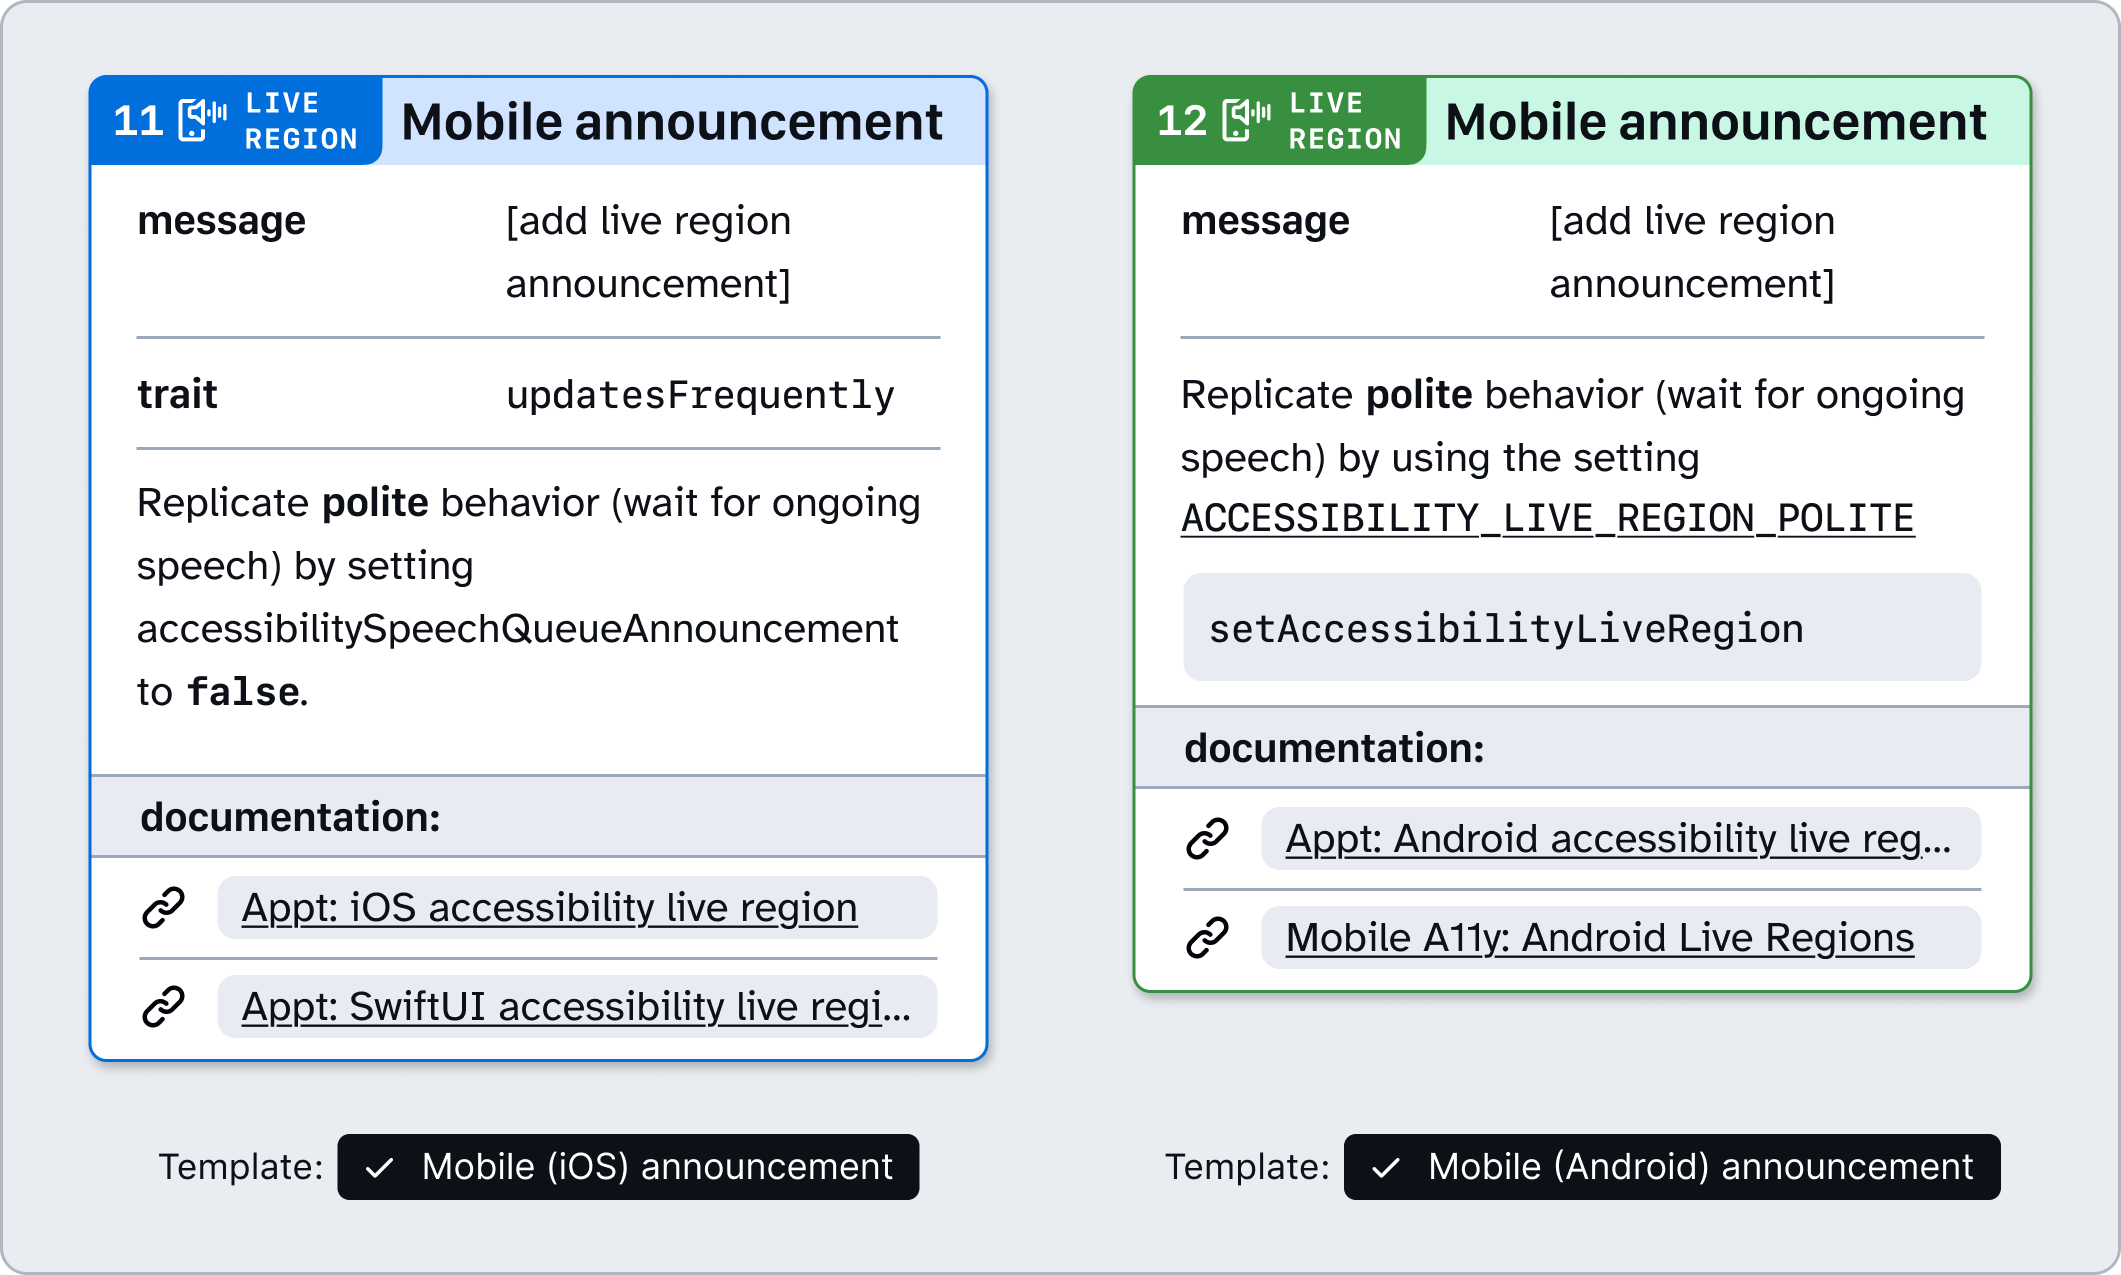 11 LIVE REGION Mobile announcement
message [add live region
announcement]
trait updatesFrequently
Replicate polite behavior (wait for ongoing
speech) by setting
accessibilitySpeechQueueAnnouncement
to false.
documentation:
Appt: iOS accessibility live region
Appt: SwiftUI accessibility live regi...
Template: Mobile (iOS) announcement
12 LIVE REGION Mobile announcement
message [add live region
announcement]
Replicate polite behavior (wait for ongoing
speech) by using the setting
ACCESSIBILITY_LIVE_REGION_POLITE
setAccessibilityLiveRegion
documentation:
Appt: Android accessibility live reg...
Mobile A11y: Android Live Regions
Template: Mobile (Android) announcement